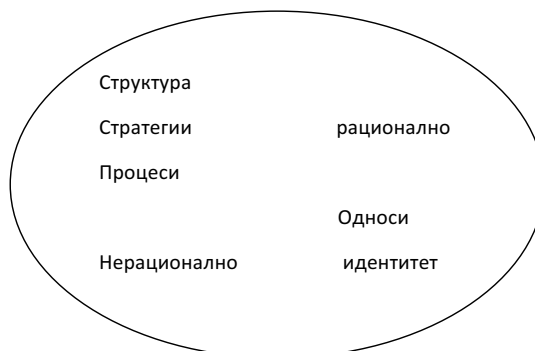 Структура
Стратегии рационално
Процеси
Односи
Нерационално идентитет